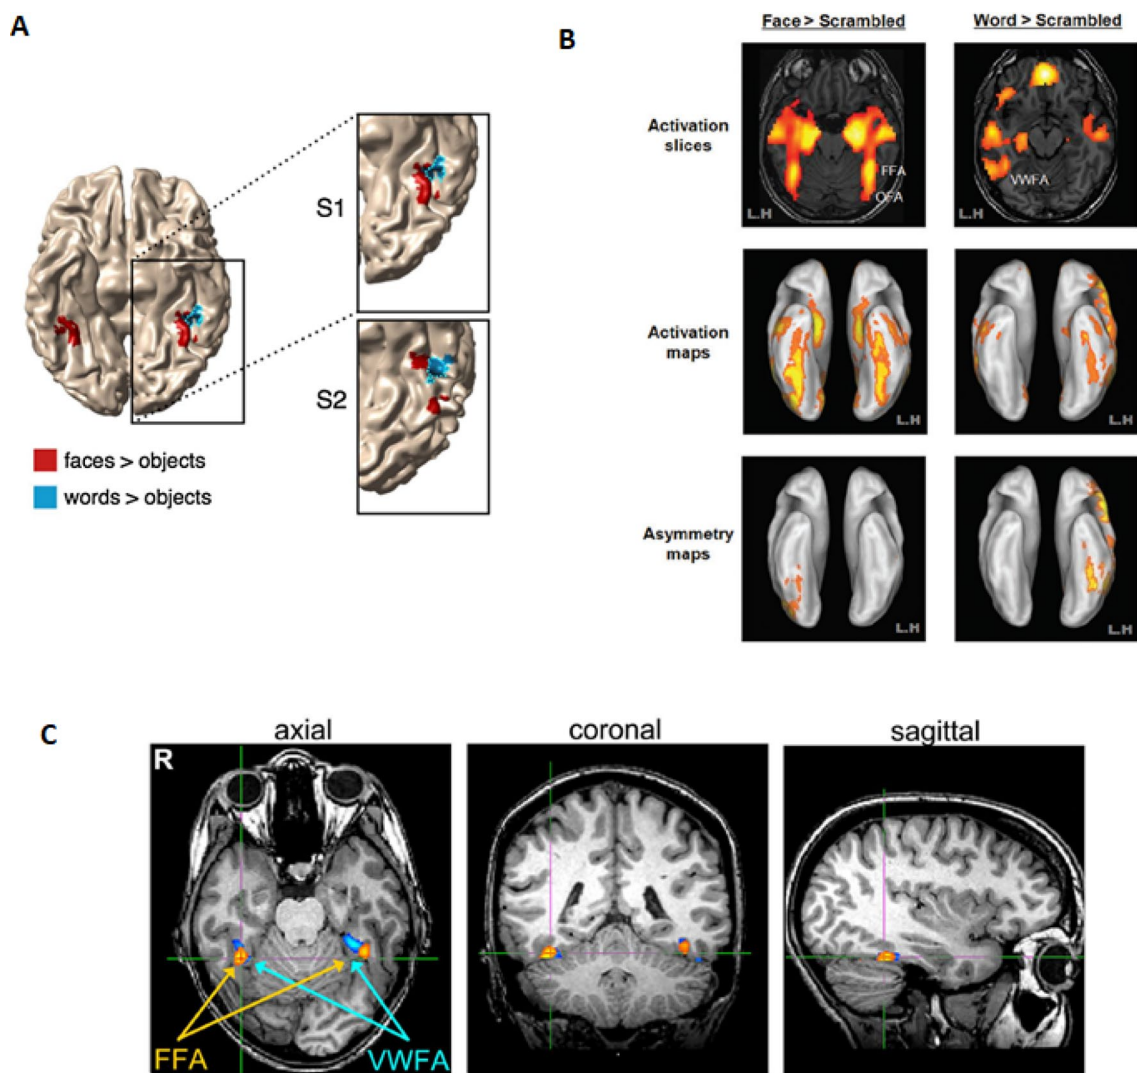 A
S1
S2
faces > objects
words > objects
B
Face > Scrambled
Word > Scrambled
Activation
slices
FFA
OFA
L.H
VWFA
L.H
Activation
maps
L.H
L.H
Asymmetry
maps
L.H
L.H
C
axial
coronal
sagittal
R
FFA
VWFA